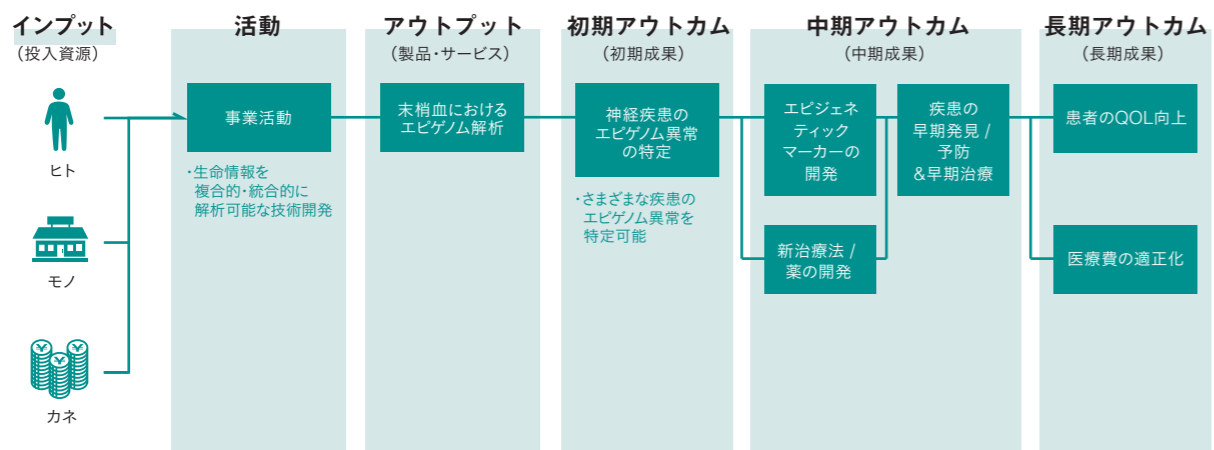 インプット
(投入資源)
ヒト
モノ
¥ ¥
¥
カネ
活動
事業活動
・生命情報を
複合的・統合的に
解析可能な技術開発
アウトプット
(製品・サービス)
末梢血における
エピゲノム解析
初期アウトカム
(初期成果)
神経疾患の
エピゲノム異常
の特定
・さまざまな疾患の
エピゲノム異常を
特定可能
中期アウトカム
(中期成果)
エピジェネ
ティック
マーカーの
開発
新治療法 /
薬の開発
疾患の
早期発見 /
予防
&早期治療
長期アウトカム
(長期成果)
患者のQOL向上
医療費の適正化